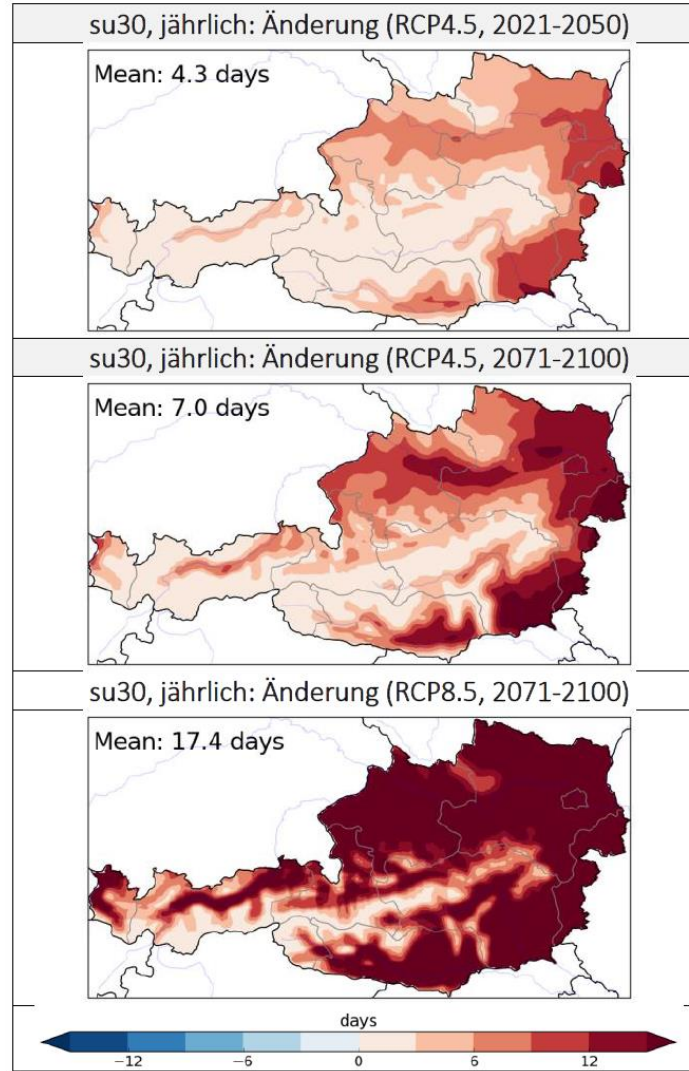 su30, jährlich: Änderung (RCP4.5, 2021-2050)
Mean: 4.3 days
su30, jährlich: Änderung (RCP4.5, 2071-2100)
Mean: 7.0 days
su30, jährlich: Änderung (RCP8.5, 2071-2100)
Mean: 17.4 days
days
−12 −6 0 6 12